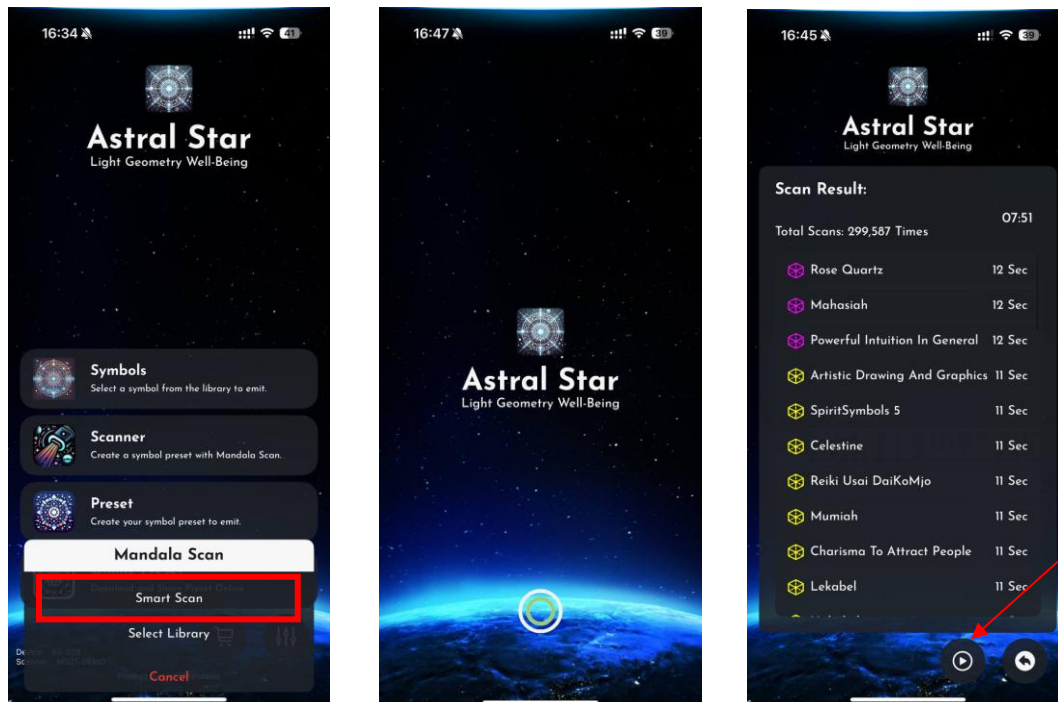 16:34
41
Astral Star
Light Geometry Well-Being
Symbols
Select a symbol from the library to emit.
Scanner
Create a symbol preset with Mandala Scan.
Preset
Create your symbol preset to emit.
Mandala Scan
Smart Scan
Select Library
Cancel
16:47
39
Astral Star
Light Geometry Well-Being
16:45
39
Astral Star
Light Geometry Well-Being
Scan Result:
07:51
Total Scans: 299,587 Times
Rose Quartz 12 Sec
Mahasiah 12 Sec
Powerful Intuition In General 12 Sec
Artistic Drawing And Graphics 11 Sec
SpiritSymbols 5 11 Sec
Celestine 11 Sec
Reiki Usai DaiKoMjo 11 Sec
Mumiah 11 Sec
Charisma To Attract People 11 Sec
Lekabel 11 Sec